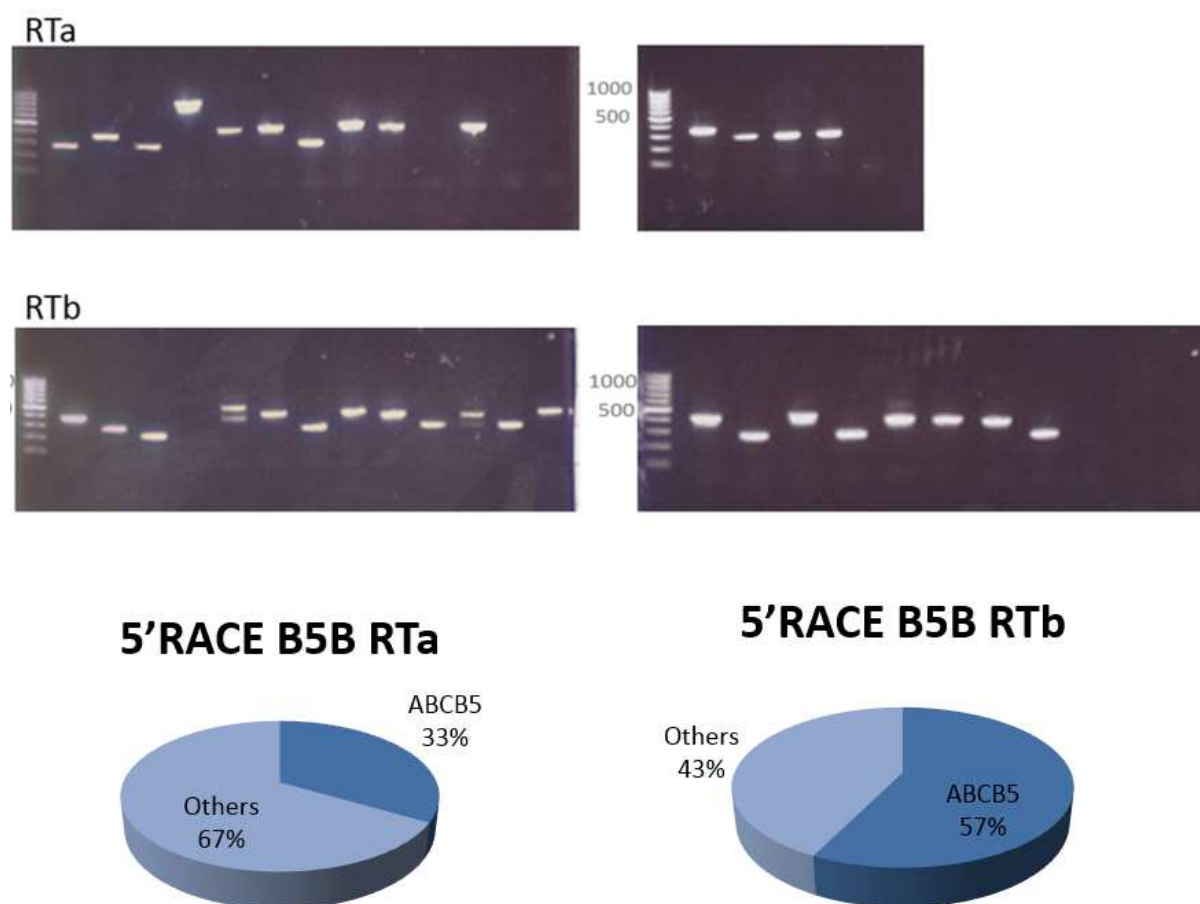 RTa
1000
500
RTb
1000
500
5’RACE B5B RTa
ABCB5
33%
Others
67%
5’RACE B5B RTb
Others
43%
ABCB5
57%